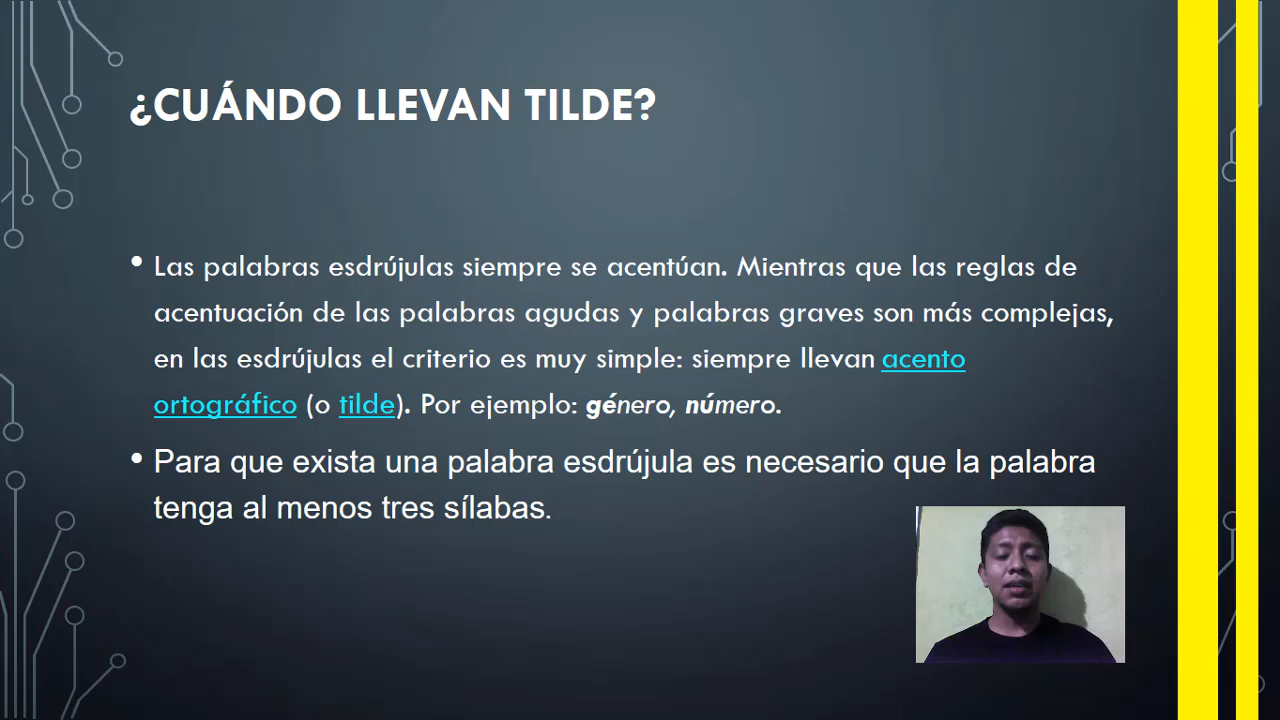 ¿CUÁNDO LLEVAN TILDE?
• Las palabras esdrújulas siempre se acentúan. Mientras que las reglas de
acentuación de las palabras agudas y palabras graves son más complejas,
en las esdrújulas el criterio es muy simple: siempre llevan acento
ortográfico (o tilde). Por ejemplo: género, número.
• Para que exista una palabra esdrújula es necesario que la palabra
tenga al menos tres sílabas.